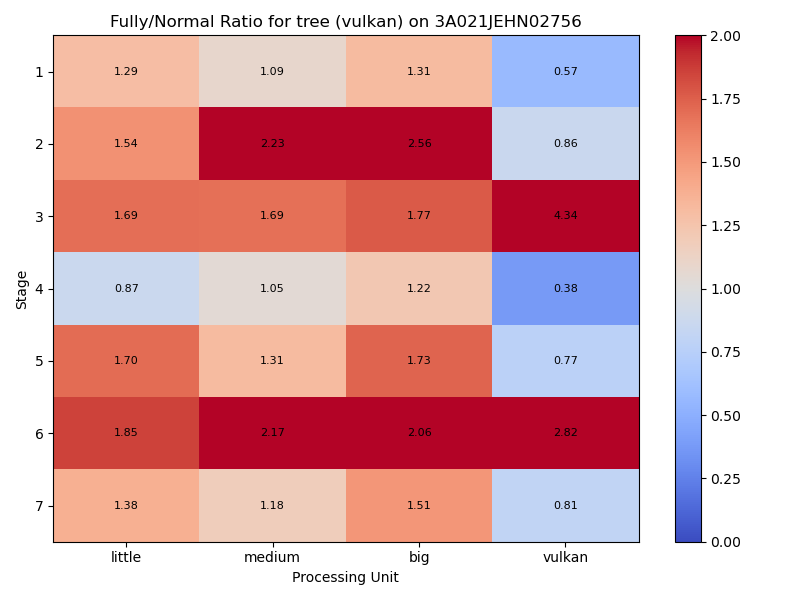 Fully/Normal Ratio for tree (vulkan) on 3A021JEHN02756
Stage
1 1.29 1.09 1.31 0.57
2 1.54 2.23 2.56 0.86
3 1.69 1.69 1.77 4.34
4 0.87 1.05 1.22 0.38
5 1.70 1.31 1.73 0.77
6 1.85 2.17 2.06 2.82
7 1.38 1.18 1.51 0.81
little medium big vulkan
Processing Unit
2.00
1.75
1.50
1.25
1.00
0.75
0.50
0.25
0.00